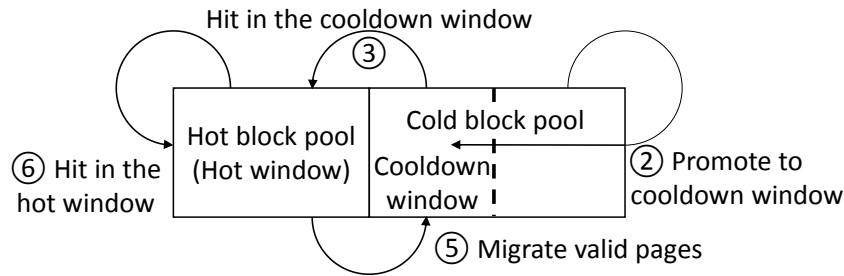 Hit in the cooldown window
③
Hot block pool
(Hot window)
Cold block pool
Cooldown
window
⑥ Hit in the
hot window
② Promote to
cooldown window
⑤ Migrate valid pages